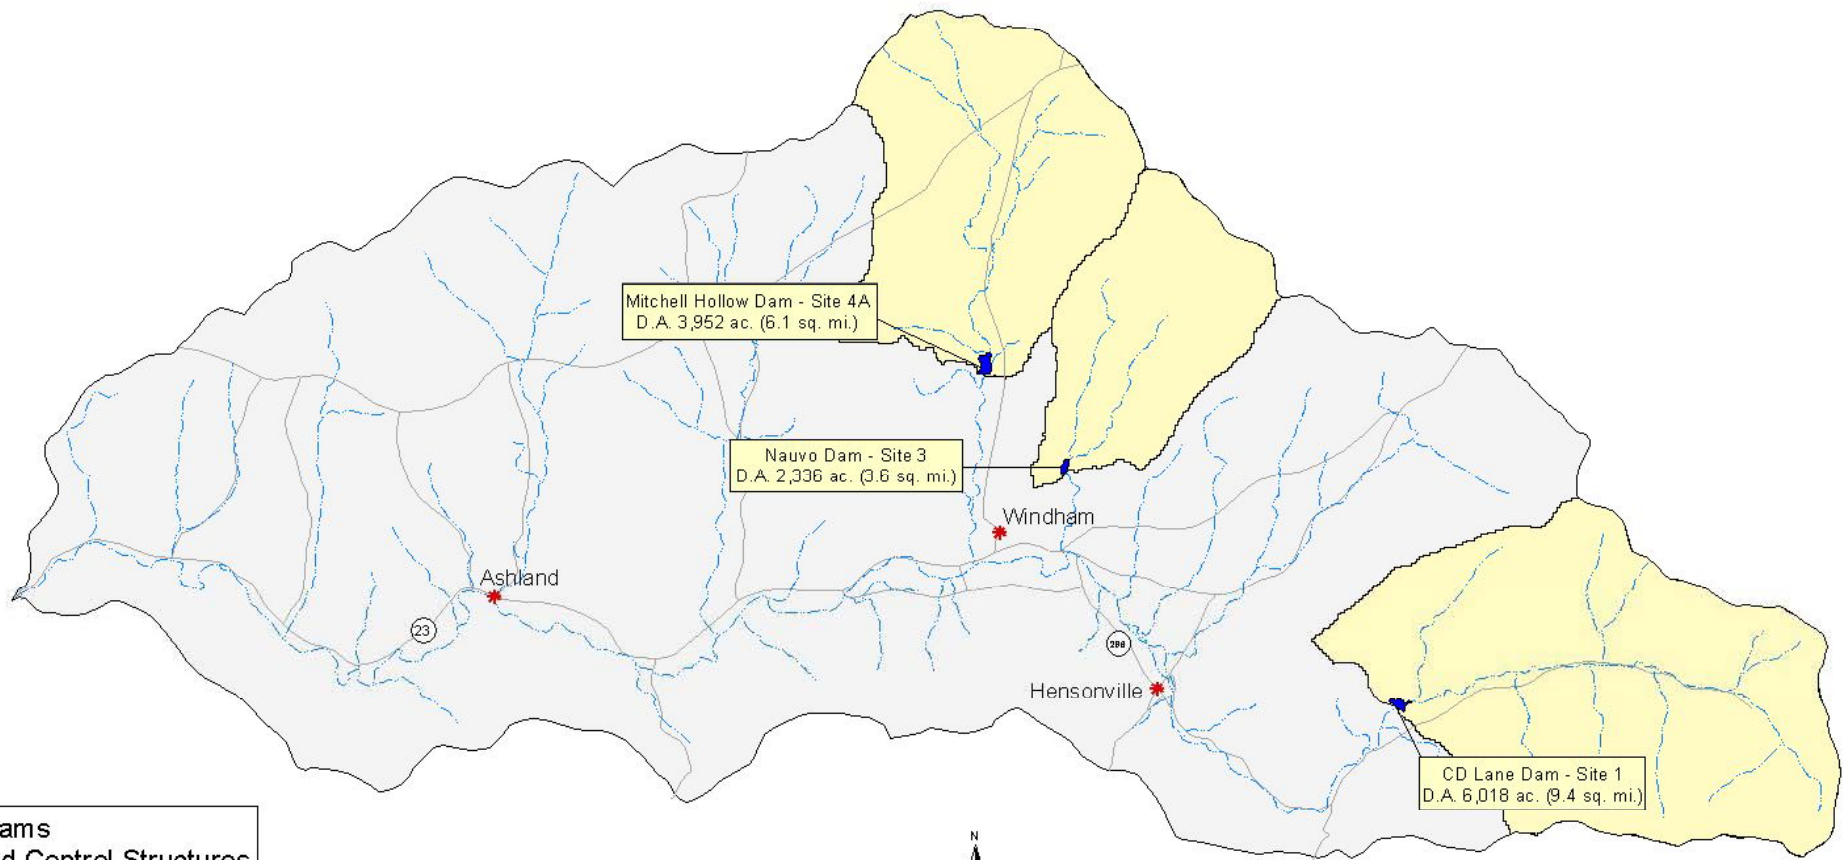 Mitchell Hollow Dam - Site 4A
D.A. 3,952 ac. (6.1 sq. mi.)
Nauvo Dam - Site 3
D.A. 2,336 ac. (3.6 sq. mi.)
Windham
Ashland
23
296
Hensonville
CD Lane Dam - Site 1
D.A. 6,018 ac. (9.4 sq. mi.)
ams
d Control Structures
N